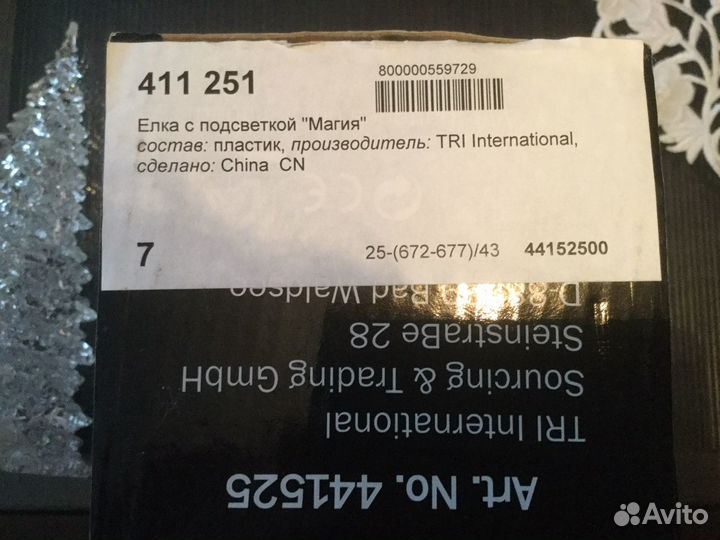 411 251
800000559729
Елка с подсветкой "Магия"
состав: пластик, производитель: TRI International,
сделано: China CN
7
25-(672-677)/43
44152500
Art. No. 441525
TRI International
Sourcing & Trading GmbH
Steinstraße 28
Bad
Avito